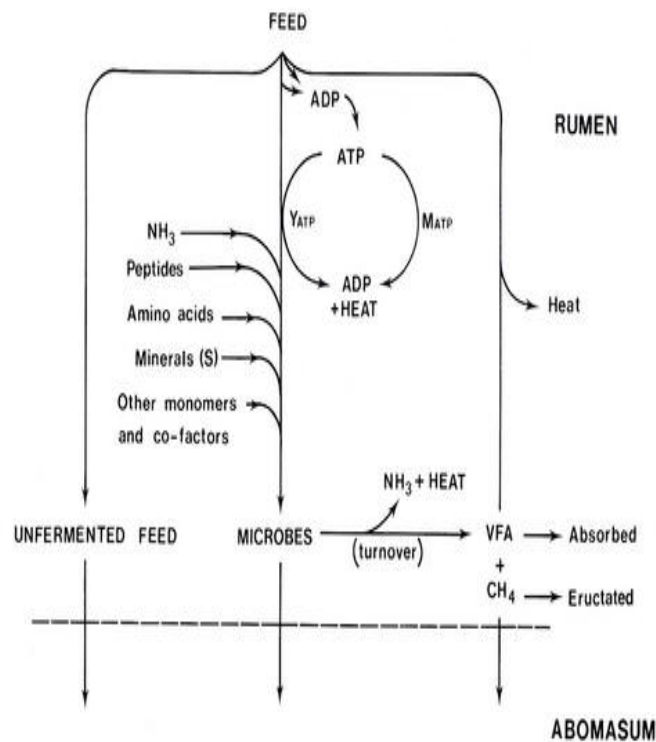 FEED
ADP
RUMEN
ATP
YATP
MATP
NH3
Peptides
ADP
+HEAT
Heat
Amino acids
Minerals (S)
Other monomers
and co-factors
NH3 + HEAT
UNFERMENTED FEED
MICROBES
(turnover)
VFA
Absorbed
+
CH4
Eructated
ABOMASUM